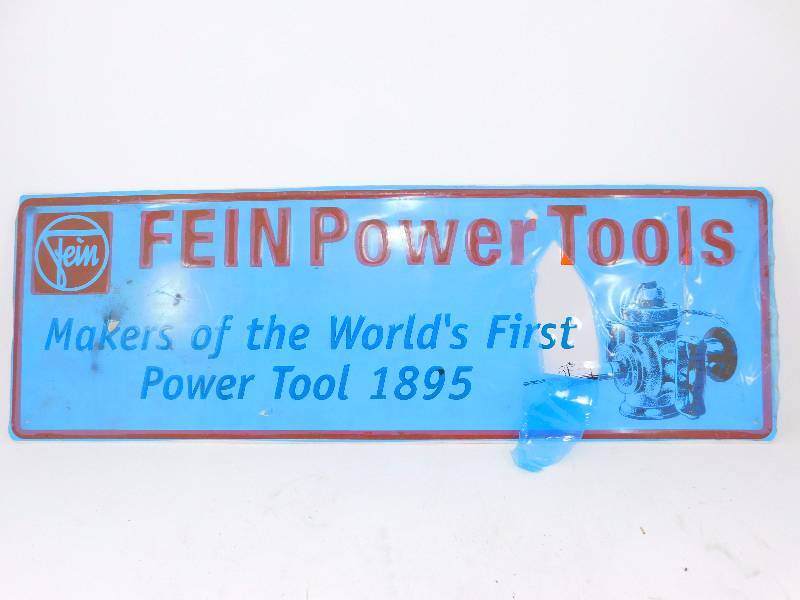 Fein
FEIN Power Tools
Makers of the World's First
Power Tool 1895